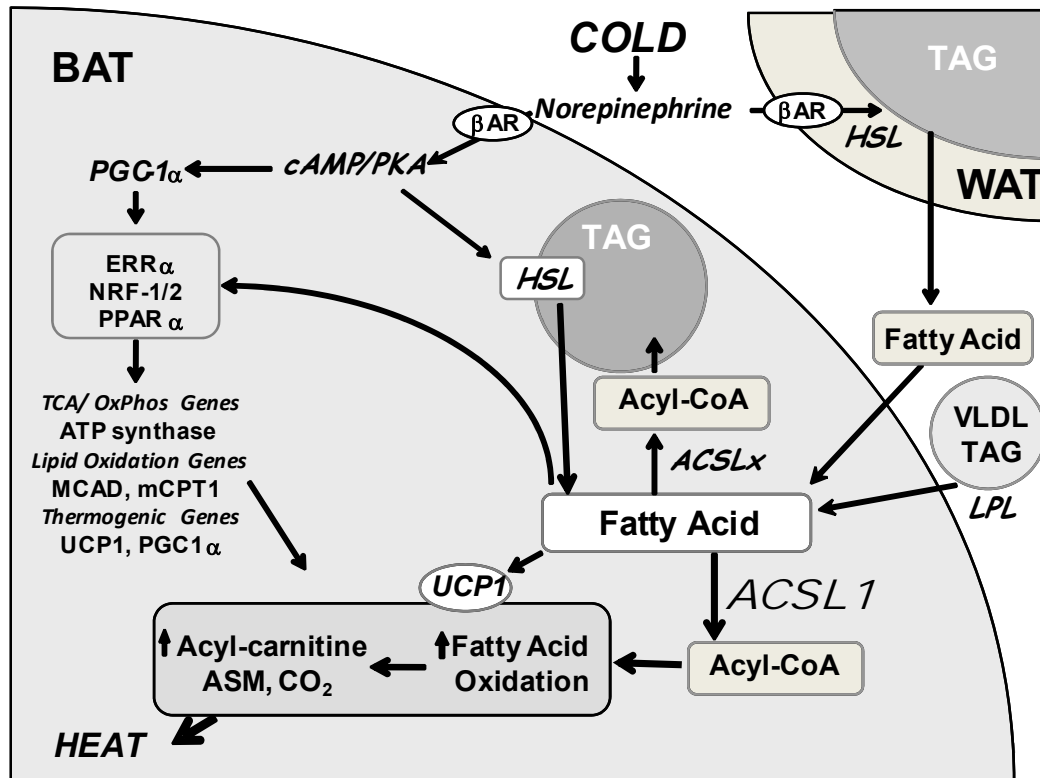 BAT
COLD
Norepinephrine
βAR
βAR
HSL
TAG
WAT
PGC-1α
cAMP/PKA
TAG
HSL
ERRα
NRF-1/2
PPAR α
Fatty Acid
TCA/ OxPhos Genes
ATP synthase
Lipid Oxidation Genes
MCAD, mCPT1
Thermogenic Genes
UCP1, PGC1α
Acyl-CoA
ACSLx
VLDL
TAG
LPL
Fatty Acid
UCP1
ACSL1
Acyl-carnitine
ASM, CO₂
Fatty Acid
Oxidation
Acyl-CoA
HEAT